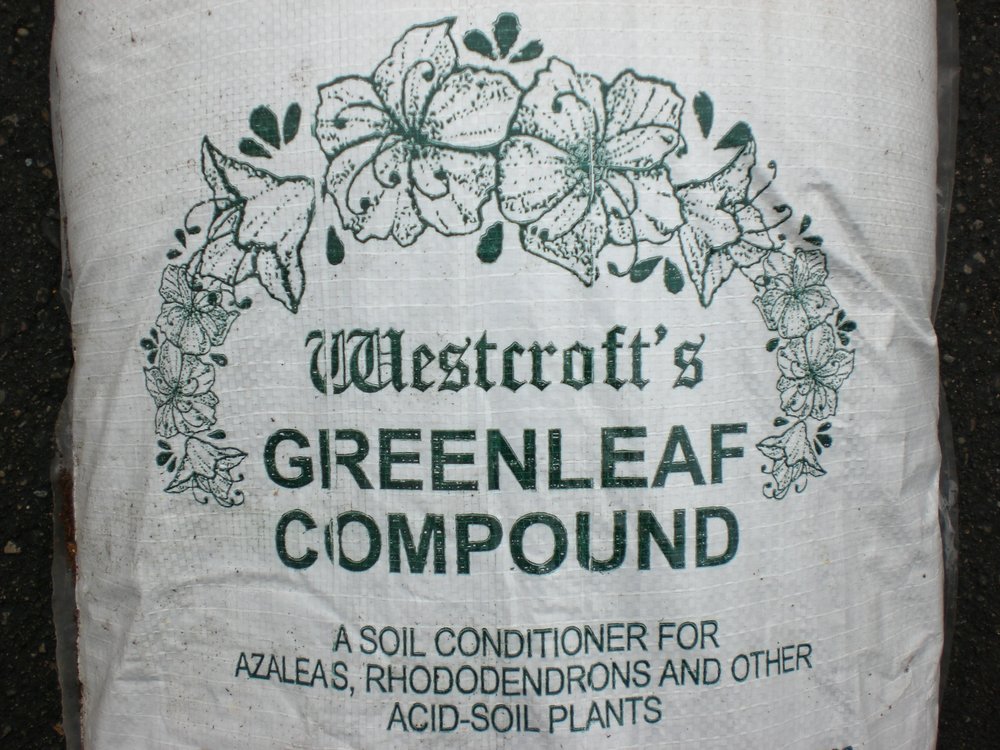 Westcroft's
GREENLEAF
COMPOUND
A SOIL CONDITIONER FOR
AZALEAS, RHODODENDRONS AND OTHER
ACID-SOIL PLANTS